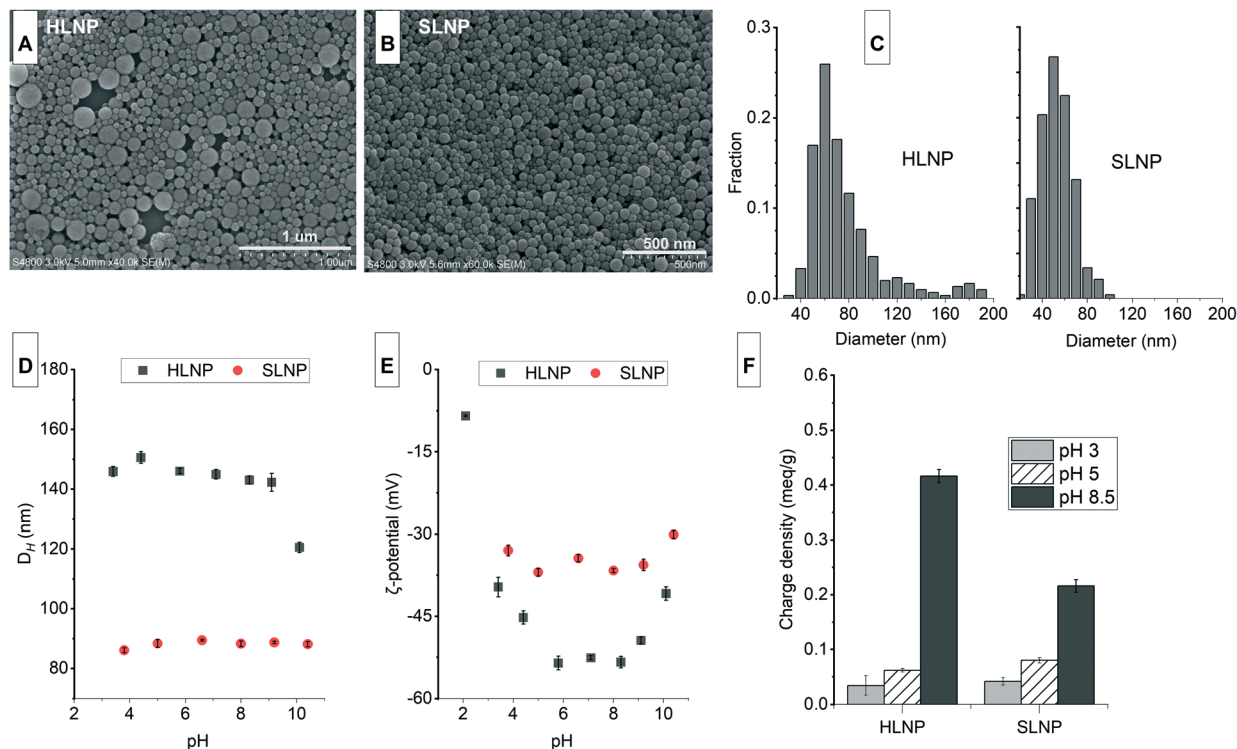 A
HLNP
1 um
S4800 3.0kV 5.0mm x40.0k SE(M)
1.00um
B
SLNP
500 nm
S4800 3.0kV 5.6mm x60.0k SE(M)
500nm
C
0.3
0.2
0.1
0.0
Fraction
HLNP
SLNP
40 80 120 160 200
40 80 120 160 200
Diameter (nm)
Diameter (nm)
D
HLNP SLNP
180
160
140
120
100
80
DH (nm)
2 4 6 8 10
pH
E
HLNP SLNP
0
-15
-30
-45
-60
ζ-potential (mV)
2 4 6 8 10
pH
F
0.6
0.5
0.4
0.3
0.2
0.1
0.0
Charge density (meq/g)
pH 3
pH 5
pH 8.5
HLNP SLNP